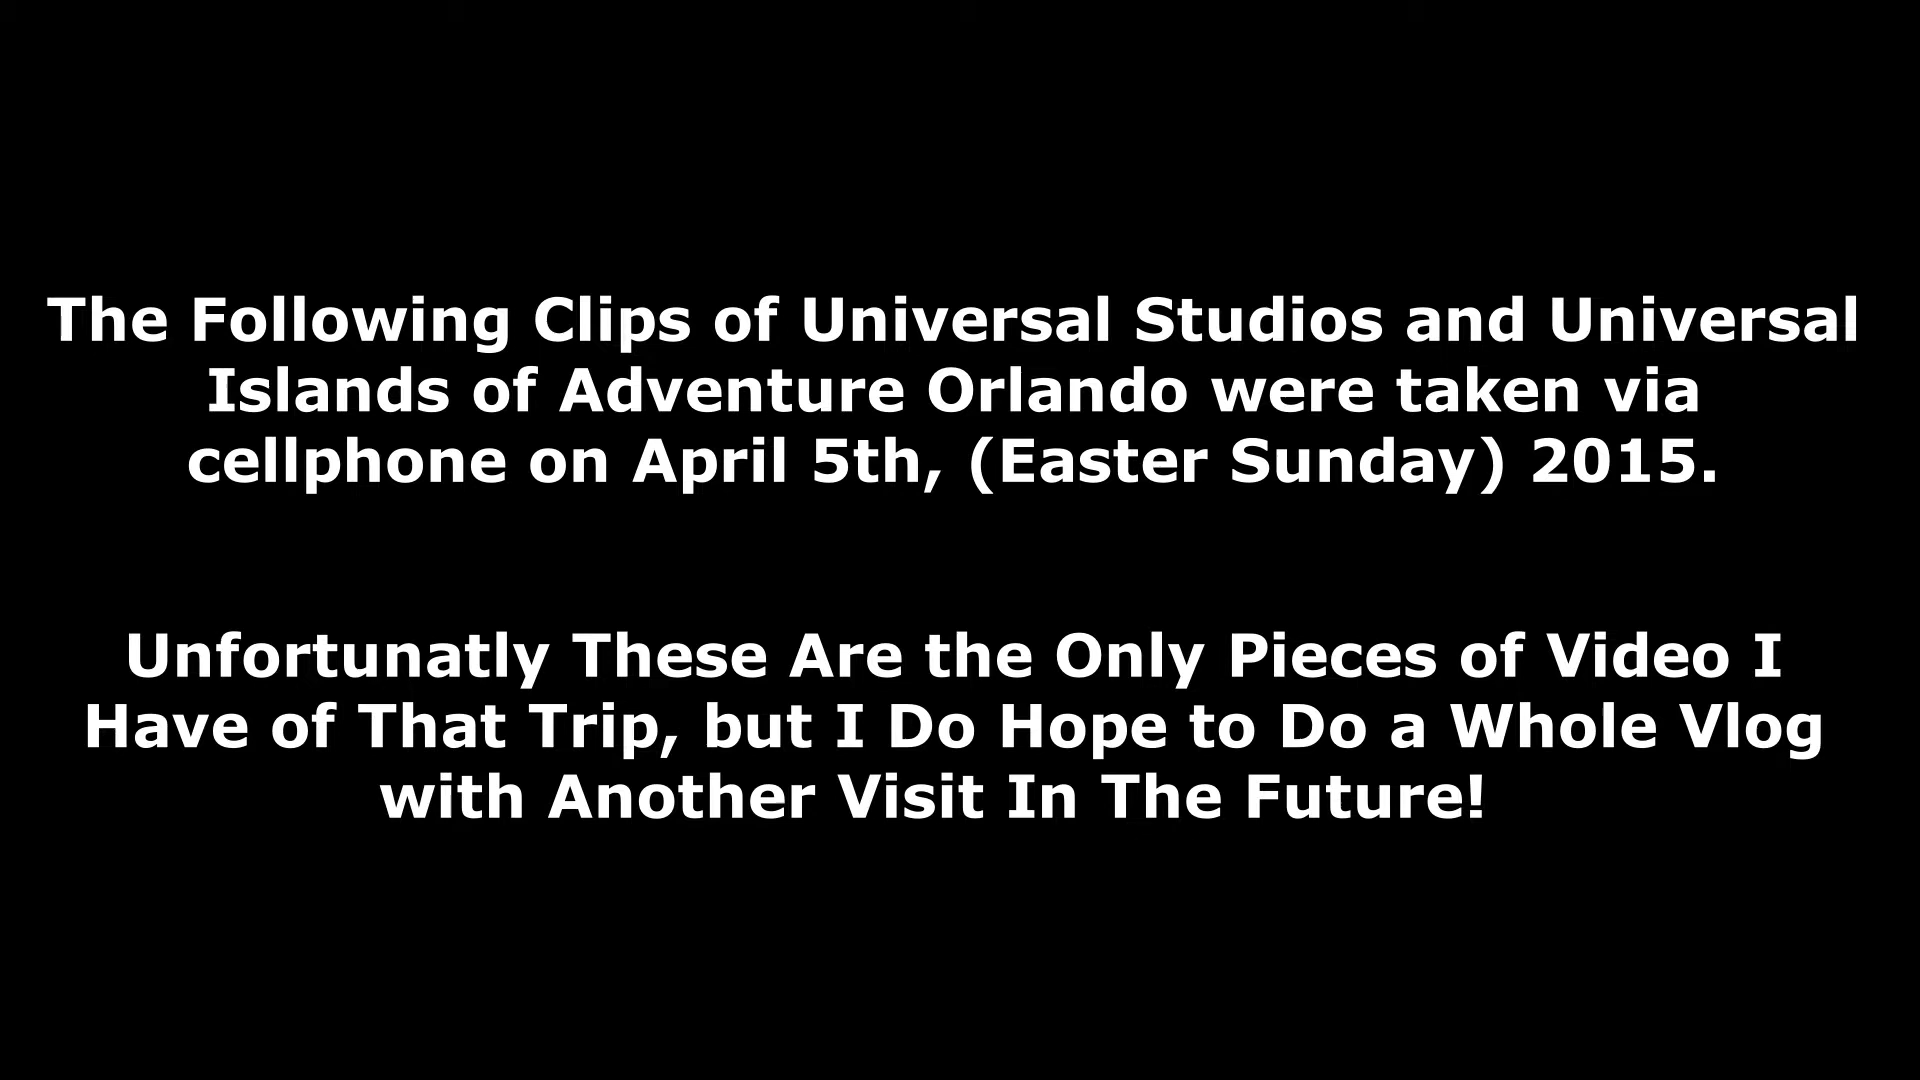 The Following Clips of Universal Studios and Universal
Islands of Adventure Orlando were taken via
cellphone on April 5th, (Easter Sunday) 2015.
Unfortunatly These Are the Only Pieces of Video I
Have of That Trip, but I Do Hope to Do a Whole Vlog
with Another Visit In The Future!